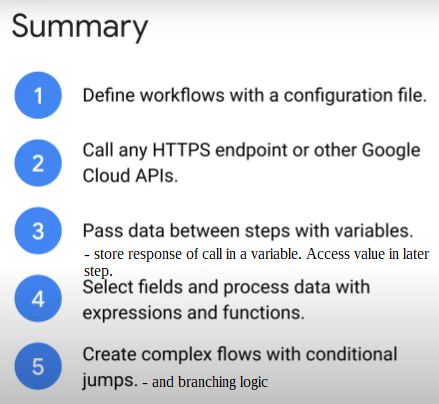 Summary
1 Define workflows with a configuration file.
2 Call any HTTPS endpoint or other Google
Cloud APIs.
3 Pass data between steps with variables.
- store response of call in a variable. Access value in later
step.
4 Select fields and process data with
expressions and functions.
5 Create complex flows with conditional
jumps. - and branching logic